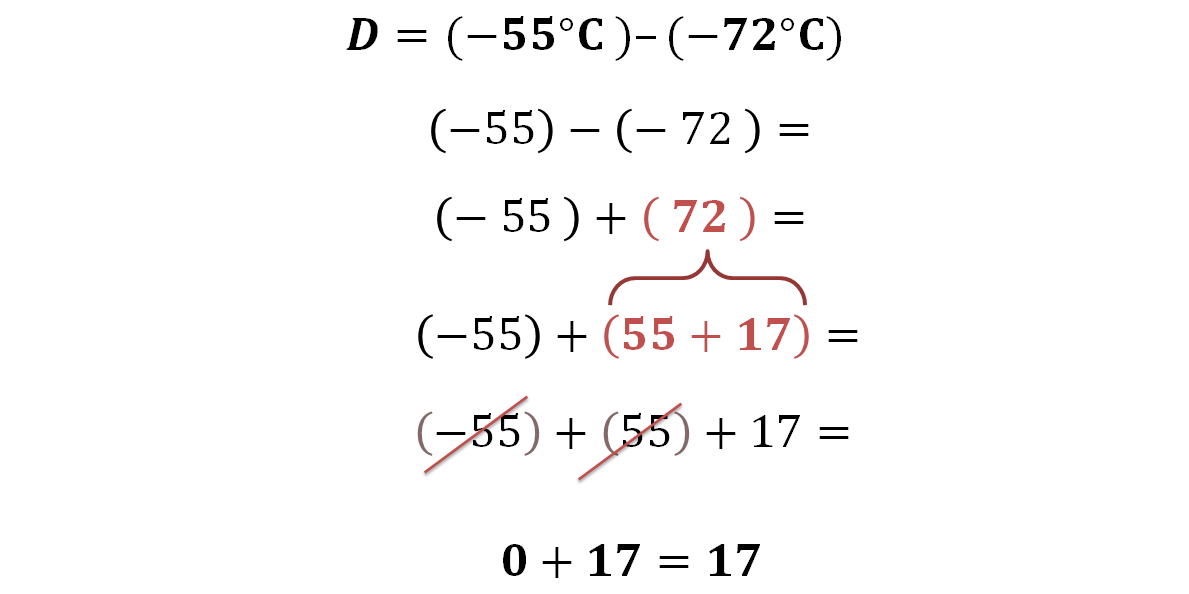 D = (−55°C )–(−72°C)
(−55) − (− 72 ) =
(− 55 ) + ( 72 ) =
(−55) + (55 + 17) =
(−55) + (55) + 17 =
0 + 17 = 17